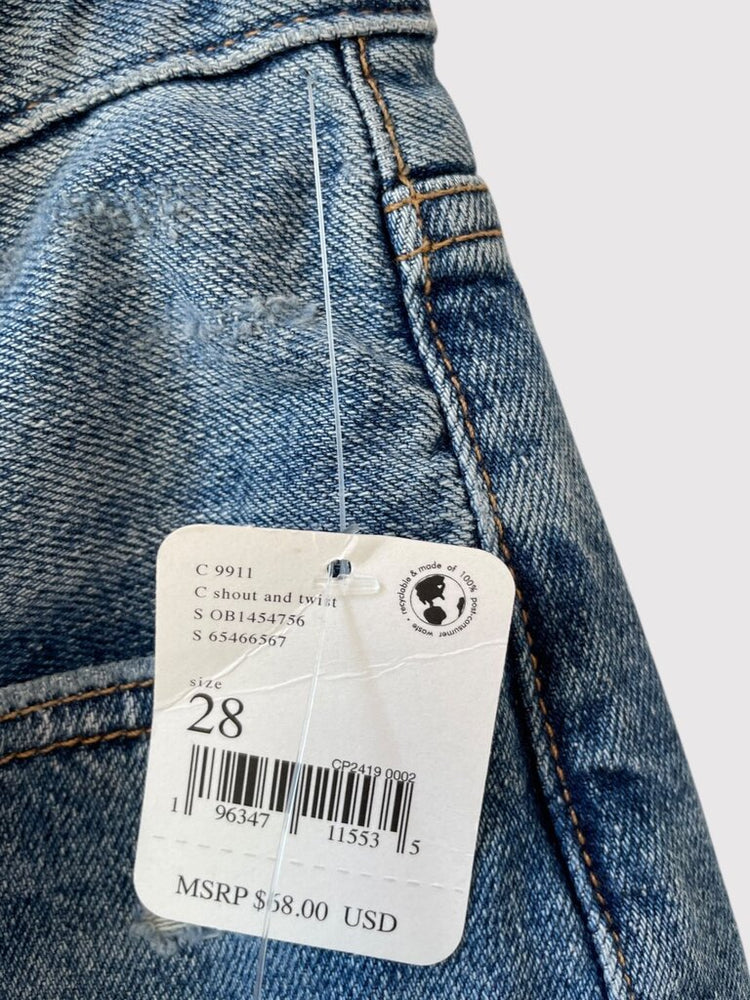 C 9911
C shout and twist
S OB1454756
S 65466567
recyclable & made of 100% post-consumer waste •
size
28
CP2419 0002
1 96347 11553 5
MSRP $68.00 USD